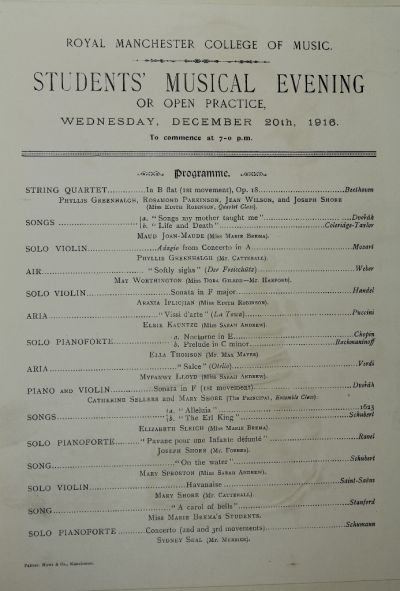 ROYAL MANCHESTER COLLEGE OF MUSIC.
STUDENTS' MUSICAL EVENING
OR OPEN PRACTICE,
WEDNESDAY, DECEMBER 20th, 1916.
To commence at 7-0 p.m.
Programme.
STRING QUARTET..........In B flat (1st movement), Op. 18..........Beethoven
PHYLLIS GREENHALGH, ROSAMOND PARKINSON, JEAN WILSON, and JOSEPH SHORE
(MISS EDITH ROBINSON, Quartet Class).
SONGS..........{a. "Songs my mother taught me"..........Dvořák
{b. "Life and Death"..........Coleridge-Taylor
MAUD JOAN-MAUDE (MISS MARIE BREMA).
SOLO VIOLIN..........Adagio from Concerto in A..........Mozart
PHYLLIS GREENHALGH (MR. CATTERALL).
AIR.........."Softly sighs" (Der Freischütz)..........Weber
MAY WORTHINGTON (MISS DORA GILSON—MR. HARFORD).
SOLO VIOLIN..........Sonata in F major..........Handel
ARAXIA IPLICJIAN (MISS EDITH ROBINSON).
ARIA.........."Vissi d'arte" (La Tosca)..........Puccini
ELSIE KAUNTZE (MISS SARAH ANDREW).
SOLO PIANOFORTE..........a. Nocturne in E..........Chopin
b. Prelude in C minor..........Rachmaninoff
ELLA THOMSON (MR. MAX MAYER)
ARIA.........."Salce" (Otello)..........Verdi
MYFANWY LLOYD (MISS SARAH ANDREW).
PIANO AND VIOLIN..........Sonata in F (1st movement)..........Dvořák
CATHARINE SELLERS and MARY SHORE (THE PRINCIPAL, Ensemble Class).
SONGS..........{a. "Alleluia"..........1623
{b. "The Erl King"..........Schubert
ELIZABETH SLEIGH (MISS MARIE BREMA).
SOLO PIANOFORTE.........."Pavane pour une Infante défunte"..........Ravel
JOSEPH SHORE (MR. FORBES).
SONG.........."On the water"..........Schubert
MARY SPROSTON (MISS SARAH ANDREW).
SOLO VIOLIN..........Havanaise..........Saint-Saëns
MARY SHORE (MR. CATTERALL).
SONG.........."A carol of bells"..........Stanford
MISS MARIE BREMA'S STUDENTS.
SOLO PIANOFORTE..........Concerto (2nd and 3rd movements)..........Schumann
SYDNEY SEAL (MR. MERRICK).
& Co., Manchester.